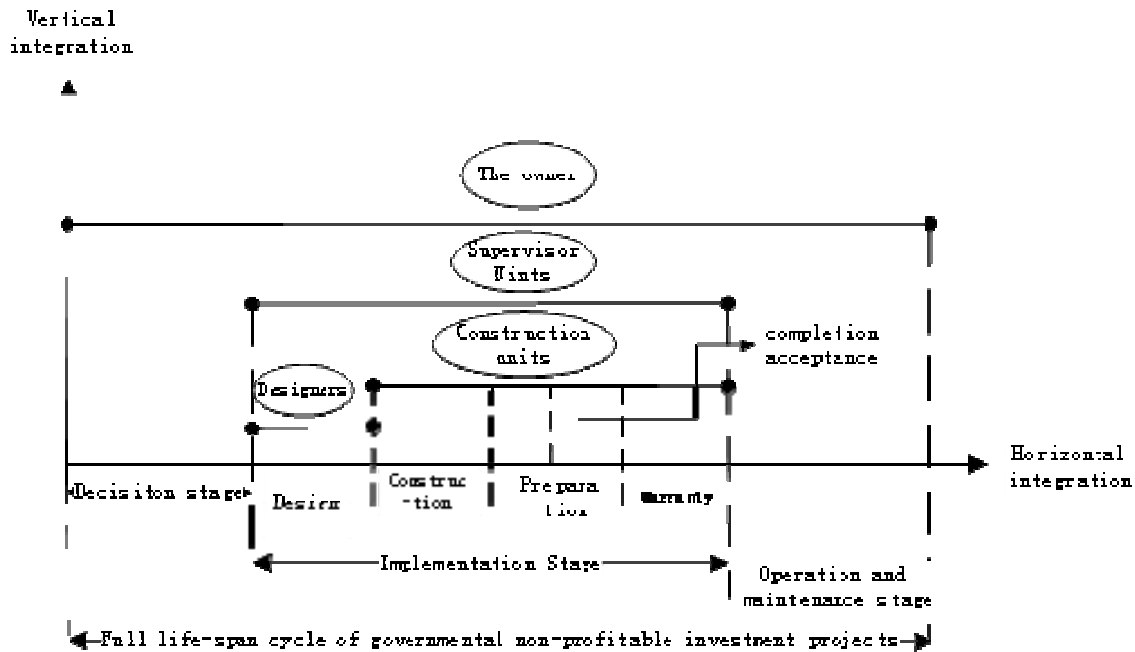 Vertical
integration
The owner
Supervisor
Uints
Construction
units
completion
acceptance
Designers
Horizontal
integration
Decisiton stage
Design
Construc
-tion
Prepara
tion
Warranty
Implementation Stage
Operation and
maintenance stage
Full life-span cycle of governmental non-profitable investment projects